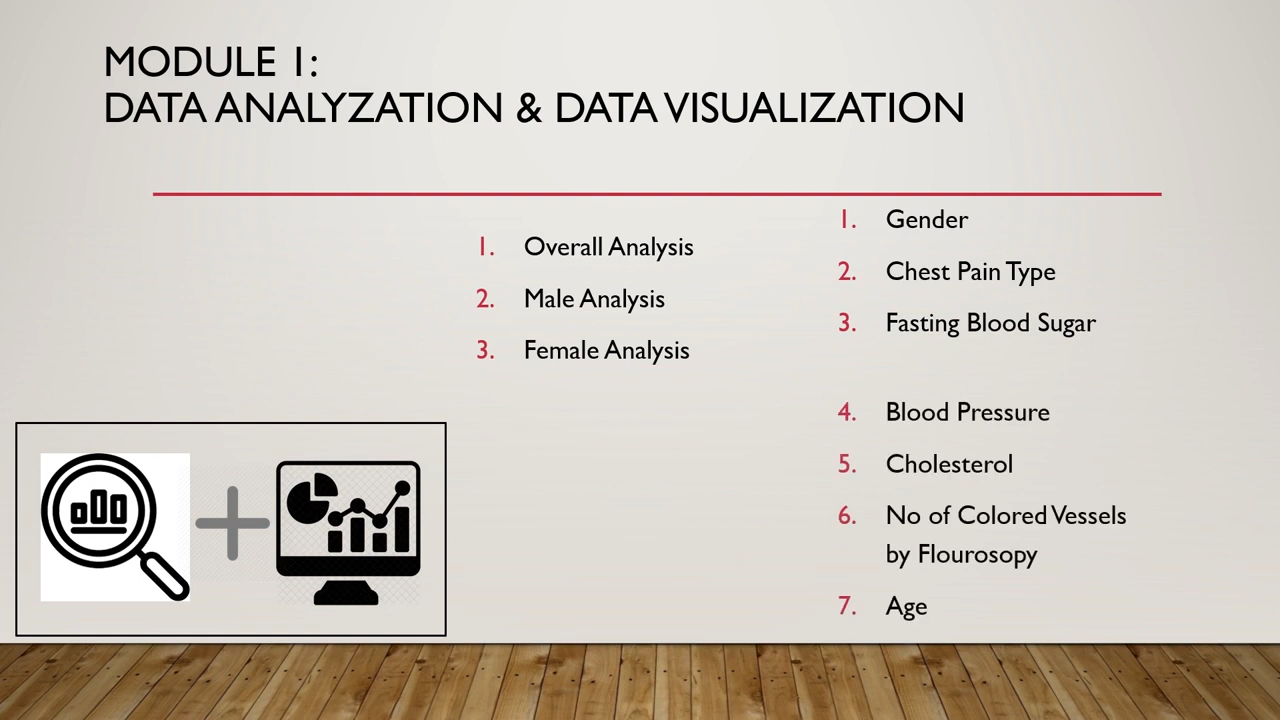 MODULE 1:
DATA ANALYZATION & DATA VISUALIZATION
1. Overall Analysis
2. Male Analysis
3. Female Analysis
1. Gender
2. Chest Pain Type
3. Fasting Blood Sugar
4. Blood Pressure
5. Cholesterol
6. No of Colored Vessels
by Flourosopy
7. Age